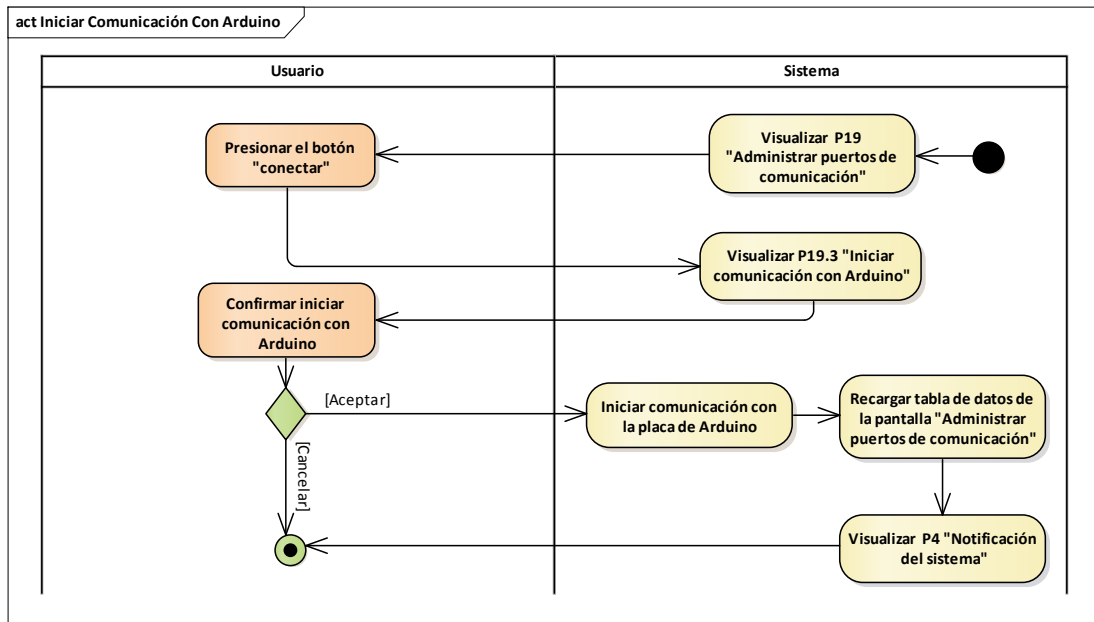 act Iniciar Comunicación Con Arduino
Usuario
Sistema
Presionar el botón
"conectar"
Visualizar P19
"Administrar puertos de
comunicación"
Visualizar P19.3 "Iniciar
comunicación con Arduino"
Confirmar iniciar
comunicación con
Arduino
[Aceptar]
[Cancelar]
Iniciar comunicación con
la placa de Arduino
Recargar tabla de datos de
la pantalla "Administrar
puertos de comunicación"
Visualizar P4 "Notificación
del sistema"